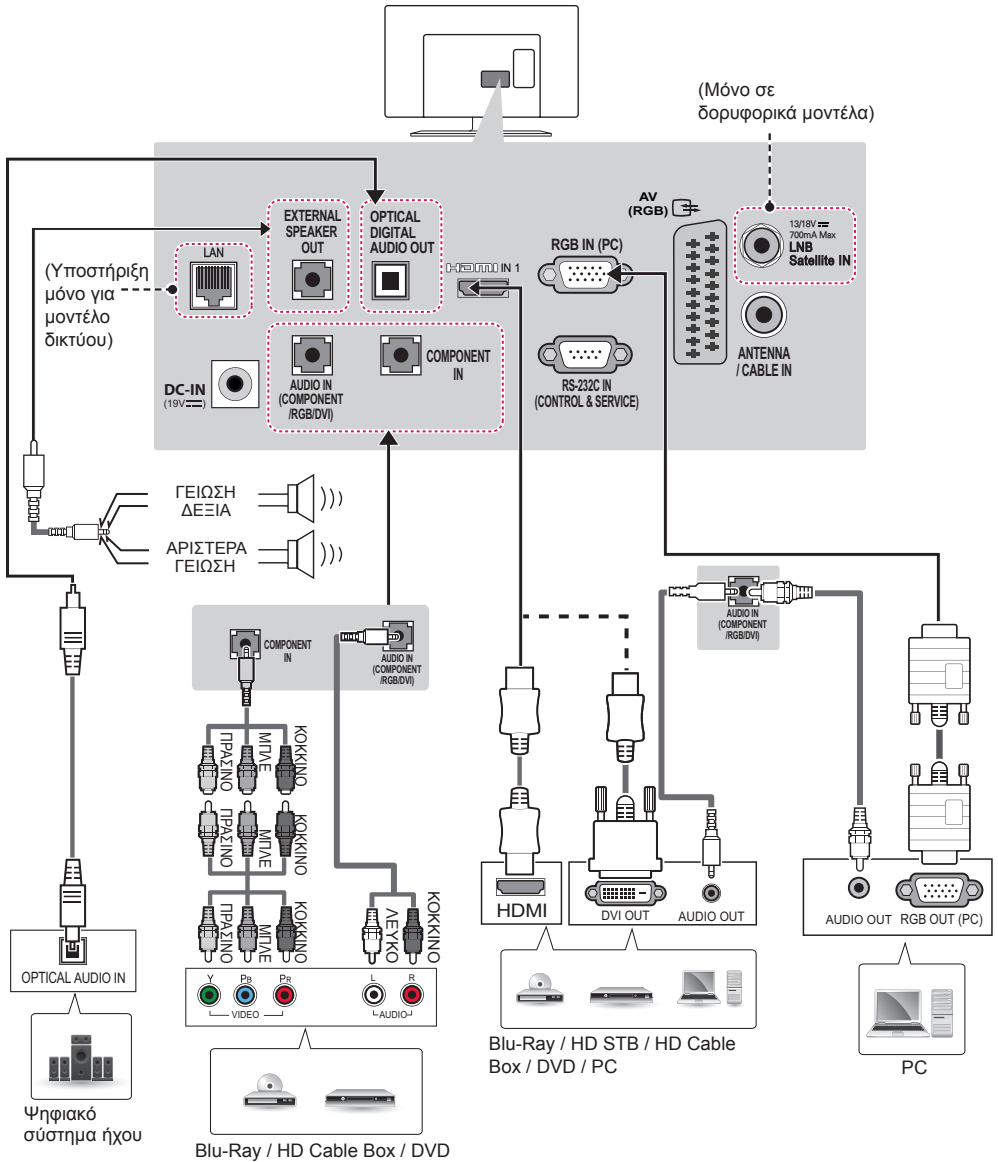 (Μόνο σε
δορυφορικά μοντέλα)
AV
(RGB)
13/18V
700mA Max
LNB
Satellite IN
EXTERNAL
SPEAKER
OUT
OPTICAL
DIGITAL
AUDIO OUT
RGB IN (PC)
LAN
HDMI IN 1
(Υποστήριξη
μόνο για
μοντέλο
δικτύου)
ANTENNA
/ CABLE IN
COMPONENT
IN
DC-IN
(19V)
AUDIO IN
(COMPONENT
/RGB/DVI)
RS-232C IN
(CONTROL & SERVICE)
ΓΕΙΩΣΗ
ΔΕΞΙΑ
ΑΡΙΣΤΕΡΑ
ΓΕΙΩΣΗ
COMPONENT
IN
AUDIO IN
(COMPONENT
/RGB/DVI)
AUDIO IN
(COMPONENT
/RGB/DVI)
ΠΡΑΣΙΝΟ
ΜΠΛΕ
ΚΟΚΚΙΝΟ
ΠΡΑΣΙΝΟ
ΜΠΛΕ
ΚΟΚΚΙΝΟ
ΠΡΑΣΙΝΟ
ΜΠΛΕ
ΚΟΚΚΙΝΟ
ΛΕΥΚΟ
ΚΟΚΚΙΝΟ
HDMI
DVI OUT
AUDIO OUT
AUDIO OUT
RGB OUT (PC)
OPTICAL AUDIO IN
Y
PB
PR
VIDEO
L
R
AUDIO
Blu-Ray / HD STB / HD Cable
Box / DVD / PC
PC
Ψηφιακό
σύστημα ήχου
Blu-Ray / HD Cable Box / DVD